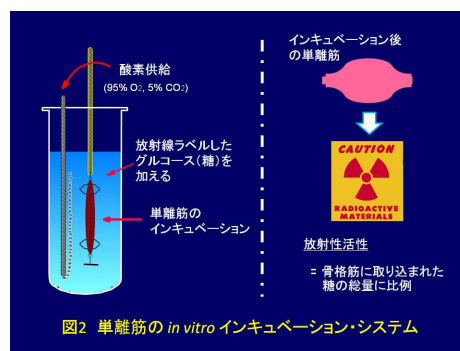 酸素供給
(95% O₂, 5% CO₂)
放射線ラベルした
グルコース(糖)を
加える
単離筋の
インキュベーション
インキュベーション後
の単離筋
CAUTION
RADIOACTIVE
MATERIALS
放射性活性
= 骨格筋に取り込まれた
糖の総量に比例
図2 単離筋の in vitro インキュベーション・システム